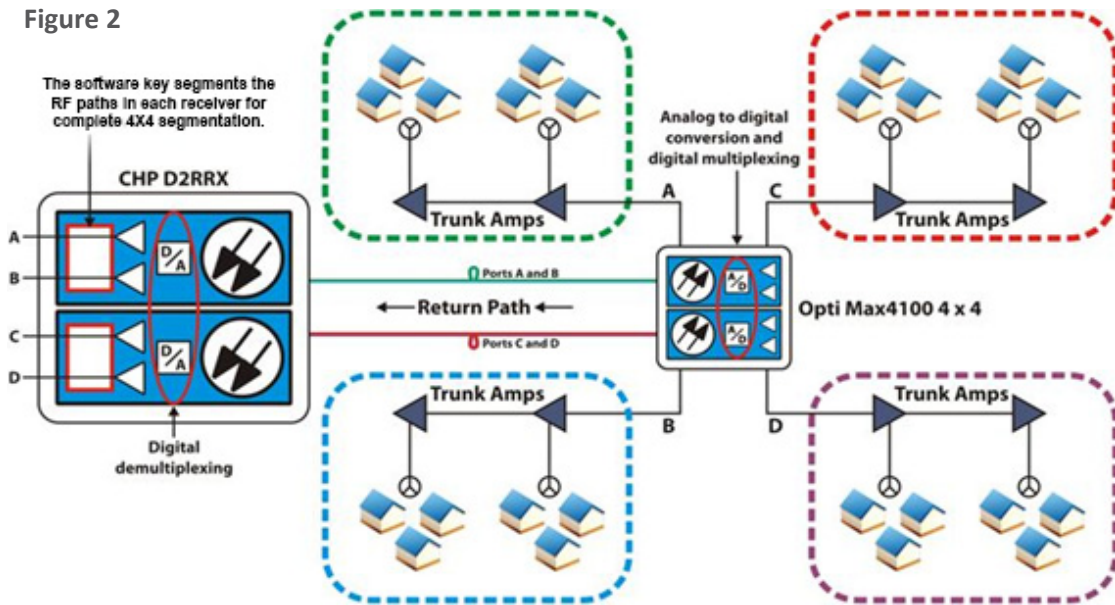 Figure 2
The software key segments the
RF paths in each receiver for
complete 4X4 segmentation.
CHP D2RRX
A
B
C
D
D/A
D/A
Digital
demultiplexing
Trunk Amps
Ports A and B
Return Path
Ports C and D
Trunk Amps
Analog to digital
conversion and
digital multiplexing
A
C
A/D
A/D
Opti Max4100 4 x 4
B
D
Trunk Amps
Trunk Amps